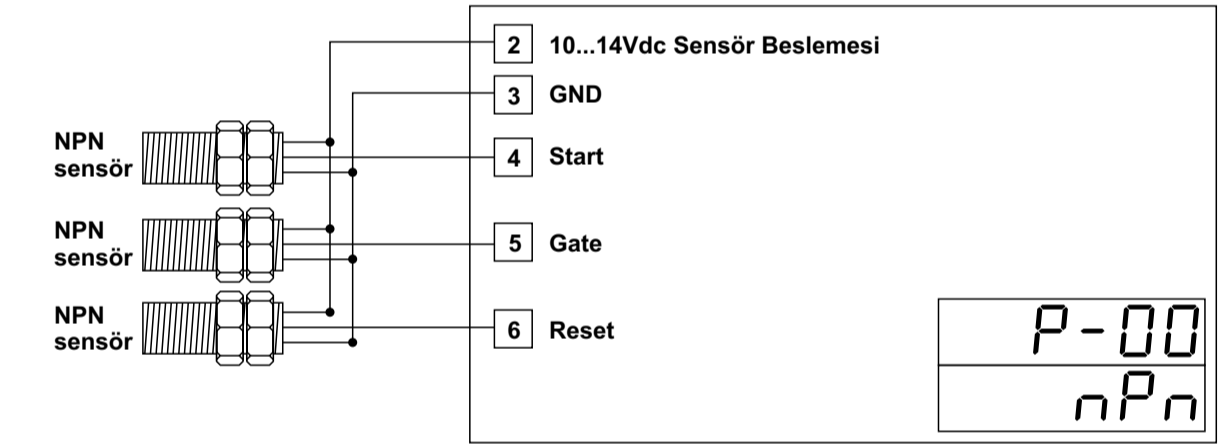 2 10...14Vdc Sensör Beslemesi
3 GND
NPN
sensör
4 Start
NPN
sensör
5 Gate
NPN
sensör
6 Reset
P-00
nPn